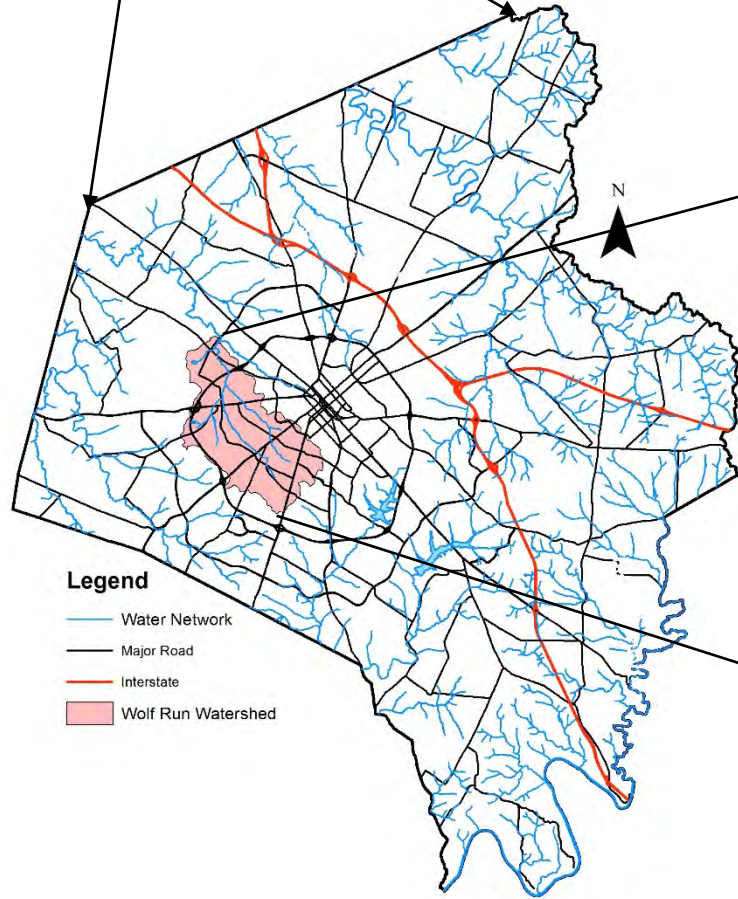 N
Legend
Water Network
Major Road
Interstate
Wolf Run Watershed